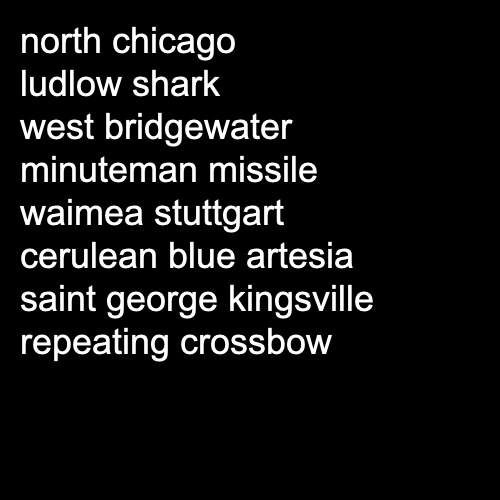 north chicago
ludlow shark
west bridgewater
minuteman missile
waimea stuttgart
cerulean blue artesia
saint george kingsville
repeating crossbow